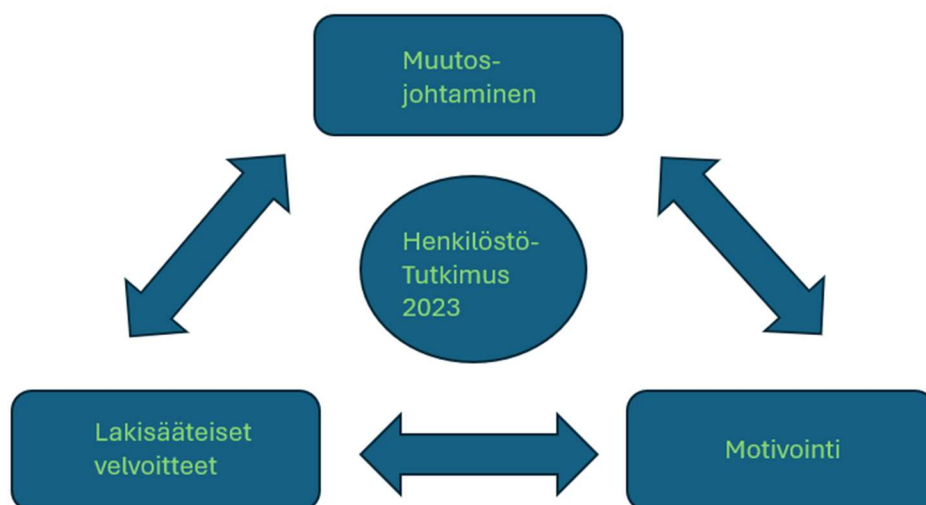 Muutos-
johtaminen
Henkilöstö-
Tutkimus
2023
Lakisääteiset
velvoitteet
Motivointi